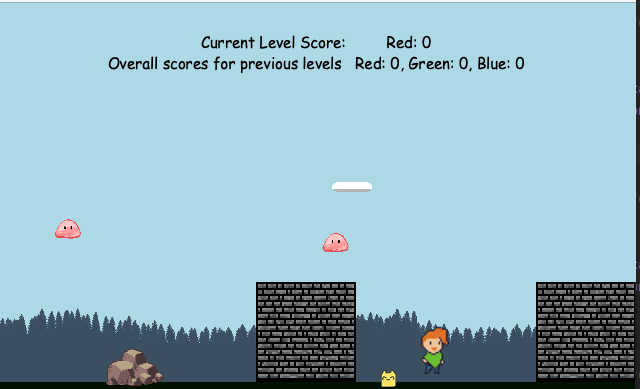 Current Level Score: Red: 0
Overall scores for previous levels Red: 0, Green: 0, Blue: 0